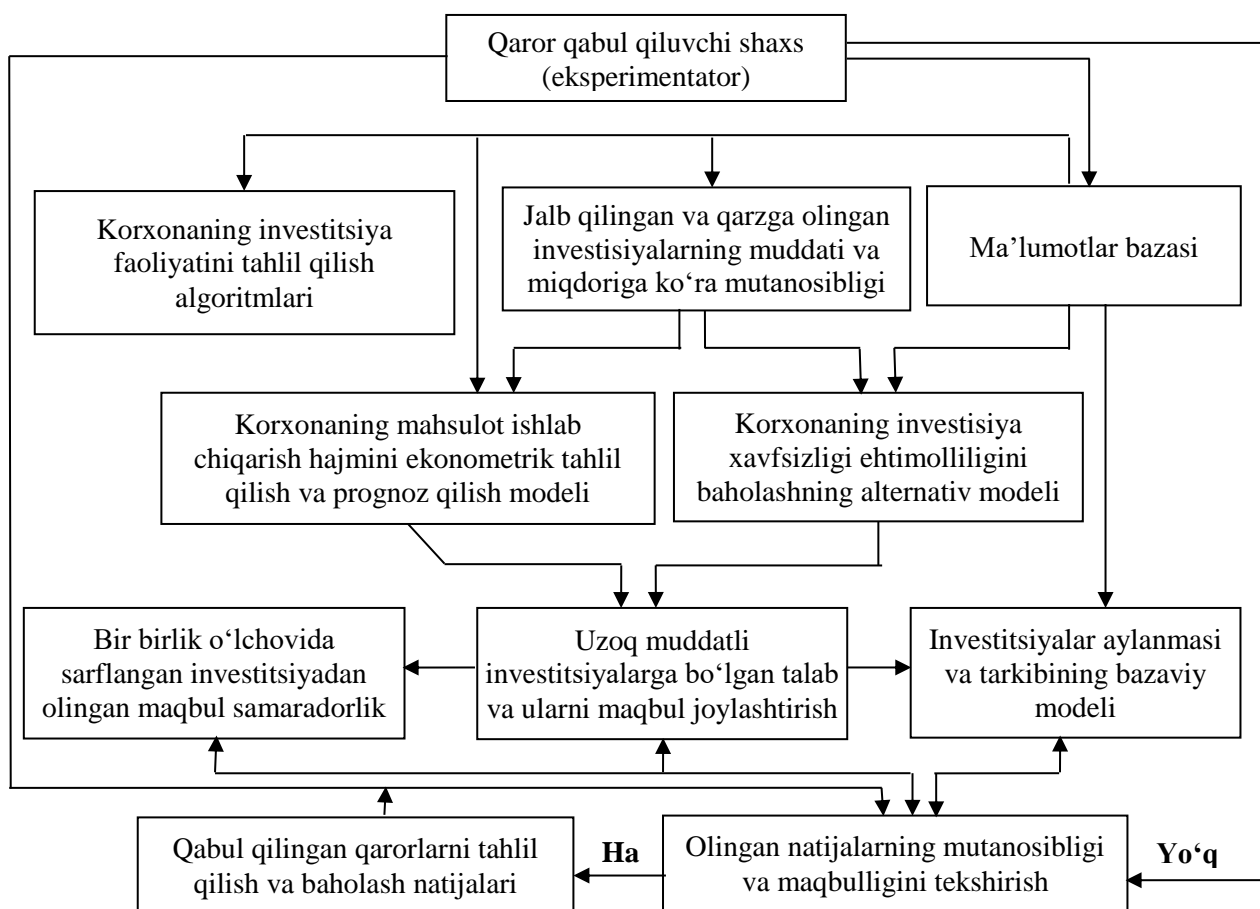 Qaror qabul qiluvchi shaxs
(eksperimentator)
Korxonaning investitsiya
faoliyatini tahlil qilish
algoritmlari
Jalb qilingan va qarzga olingan
investisiyalarning muddati va
miqdoriga ko‘ra mutanosibligi
Ma’lumotlar bazasi
Korxonaning mahsulot ishlab
chiqarish hajmini ekonometrik tahlil
qilish va prognoz qilish modeli
Korxonaning investisiya
xavfsizligi ehtimolliligini
baholashning alternativ modeli
Bir birlik o‘lchovida
sarflangan investitsiyadan
olingan maqbul samaradorlik
Uzoq muddatli
investitsiyalarga bo‘lgan talab
va ularni maqbul joylashtirish
Investitsiyalar aylanmasi
va tarkibining bazaviy
modeli
Qabul qilingan qarorlarni tahlil
qilish va baholash natijalari
Ha
Olingan natijalarning mutanosibligi
va maqbulligini tekshirish
Yo‘q